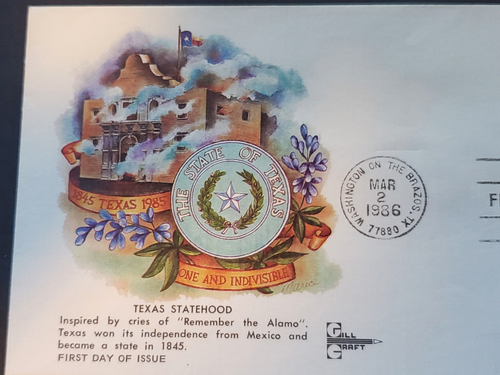 THE STATE OF TEXAS
1845 TEXAS 1985
ONE AND INDIVISIBLE
TEXAS STATEHOOD
Inspired by cries of "Remember the Alamo".
Texas won its independence from Mexico and
became a state in 1845.
FIRST DAY OF ISSUE
GILL
CRAFT
WASHINGTON ON THE BRAZOS, TX
MAR
2
1986
77880